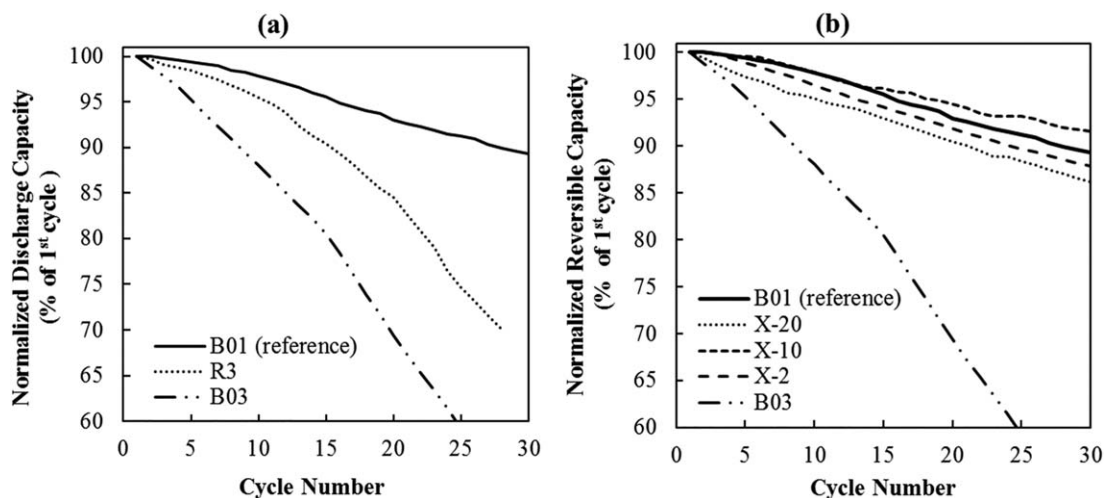 (a)
Normalized Discharge Capacity
(% of 1st cycle )
100
95
90
85
80
75
70
65
60
B01 (reference)
R3
B03
0
5
10
15
20
25
30
Cycle Number
(b)
Normalized Reversible Capacity
(% of 1st cycle)
100
95
90
85
80
75
70
65
60
B01 (reference)
X-20
X-10
X-2
B03
0
5
10
15
20
25
30
Cycle Number